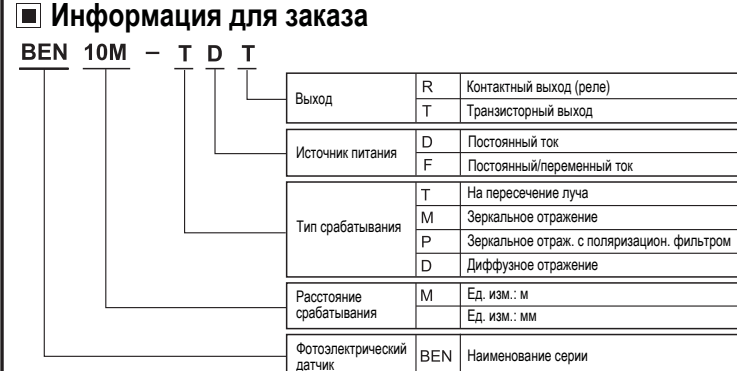 Информация для заказа
BEN 10M – T D T
Выход
R Контактный выход (реле)
T Транзисторный выход
Источник питания
D Постоянный ток
F Постоянный/переменный ток
Тип срабатывания
T На пересечение луча
M Зеркальное отражение
P Зеркальное отраж. с поляризацион. фильтром
D Диффузное отражение
Расстояние
срабатывания
M Ед. изм.: м
Ед. изм.: мм
Фотоэлектрический
датчик
BEN Наименование серии